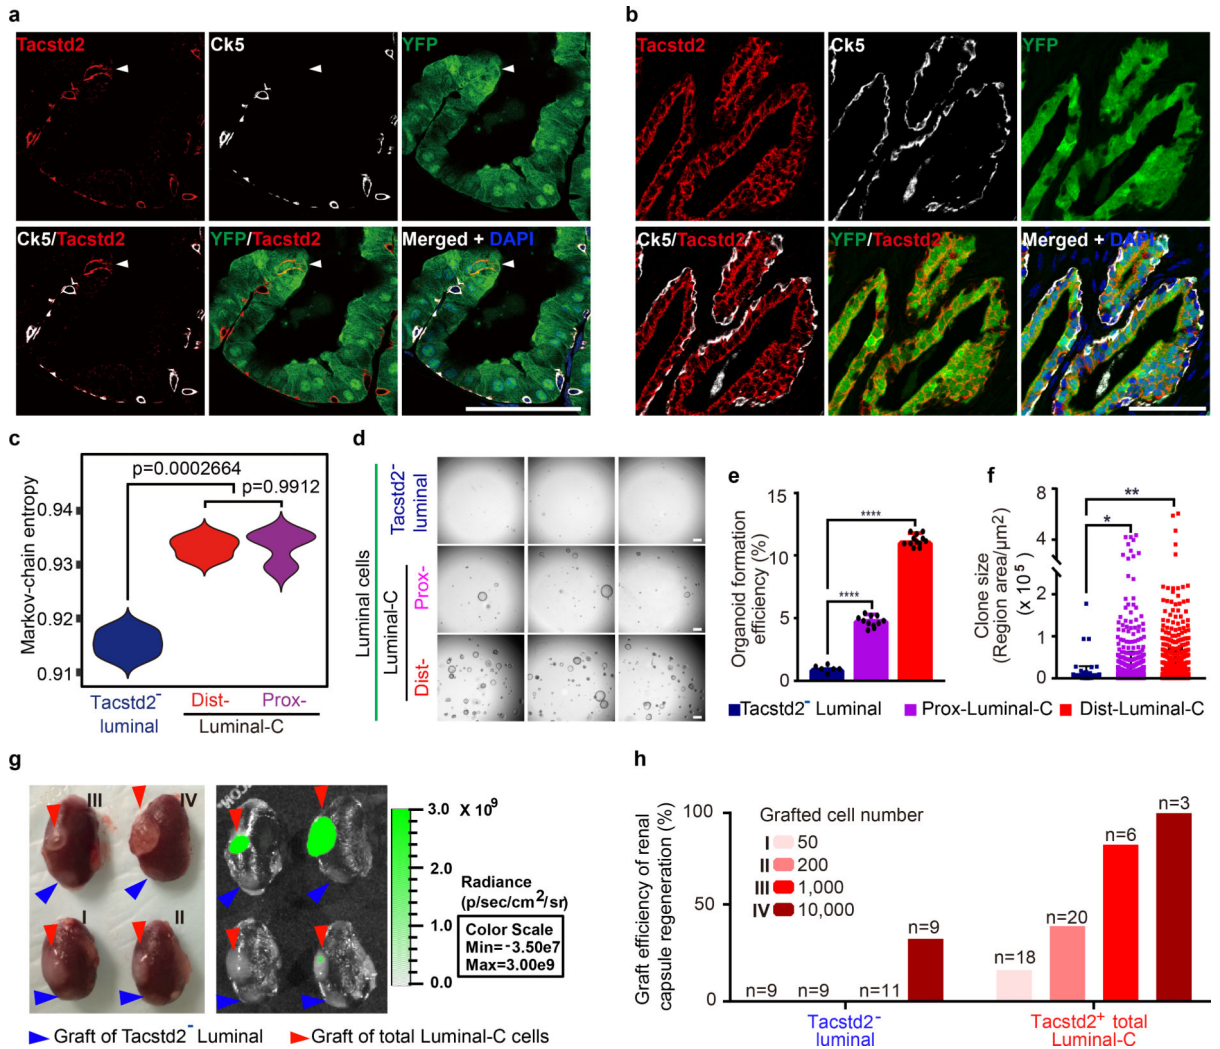 a
Tacstd2
Ck5
YFP
Ck5/Tacstd2
YFP/Tacstd2
Merged + DAPI
b
Tacstd2
Ck5
YFP
Ck5/Tacstd2
YFP/Tacstd2
Merged + DAPI
c
Markov-chain entropy
0.94
0.93
0.92
0.91
p=0.0002664
p=0.9912
Tacstd2⁻
luminal
Dist-
Prox-
Luminal-C
d
Luminal cells
Luminal-C
Tacstd2⁻
luminal
Prox-
Dist-
e
Organoid formation
efficiency (%)
15
10
5
0
****
****
f
Clone size
(Region area/μm²)
(x 10⁵)
8
4
2
1
0
*
**
Tacstd2⁻ Luminal
Prox-Luminal-C
Dist-Luminal-C
g
III
IV
I
II
3.0
X 10⁹
2.0
1.0
0.0
Radiance
(p/sec/cm²/sr)
Color Scale
Min=-3.50e7
Max=3.00e9
Graft of Tacstd2⁻ Luminal
Graft of total Luminal-C cells
h
Graft efficiency of renal
capsule regeneration (%)
100
50
0
Grafted cell number
I 50
II 200
III 1,000
IV 10,000
n=9
n=9
n=11
n=9
n=18
n=20
n=6
n=3
Tacstd2⁻
luminal
Tacstd2⁺ total
Luminal-C